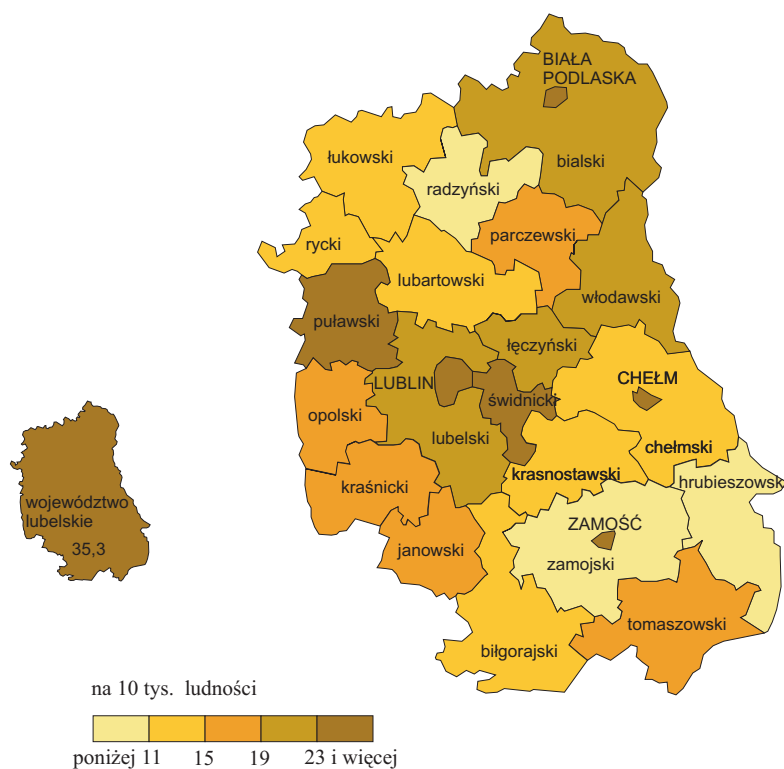 BIAŁA
PODLASKA
łukowski
bialski
radzyński
parczewski
rycki
lubartowski
włodawski
puławski
łęczyński
LUBLIN
CHEŁM
świdnicki
opolski
lubelski
chełmski
krasnostawski
hrubieszowsk
kraśnicki
województwo
lubelskie
35,3
ZAMOŚĆ
janowski
zamojski
tomaszowski
biłgorajski
na 10 tys. ludności
poniżej 11 15 19 23 i więcej